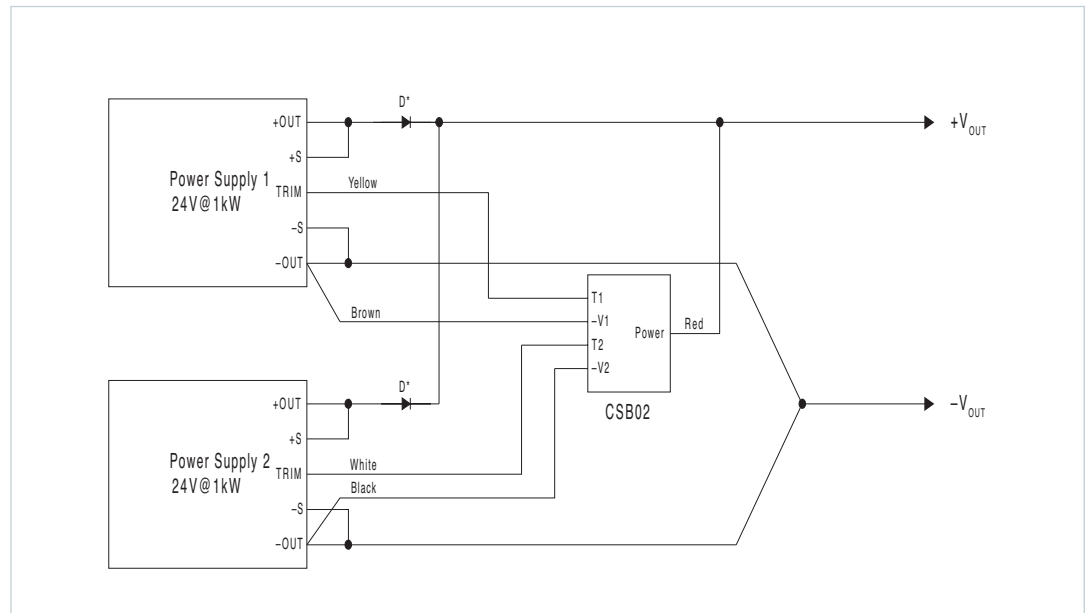 D*
+OUT
+S
Power Supply 1
24V@1kW
TRIM
Yellow
–S
–OUT
Brown
+V_OUT
T1
–V1
T2
–V2
Power
Red
CSB02
D*
+OUT
+S
Power Supply 2
24V@1kW
TRIM
White
Black
–S
–OUT
–V_OUT